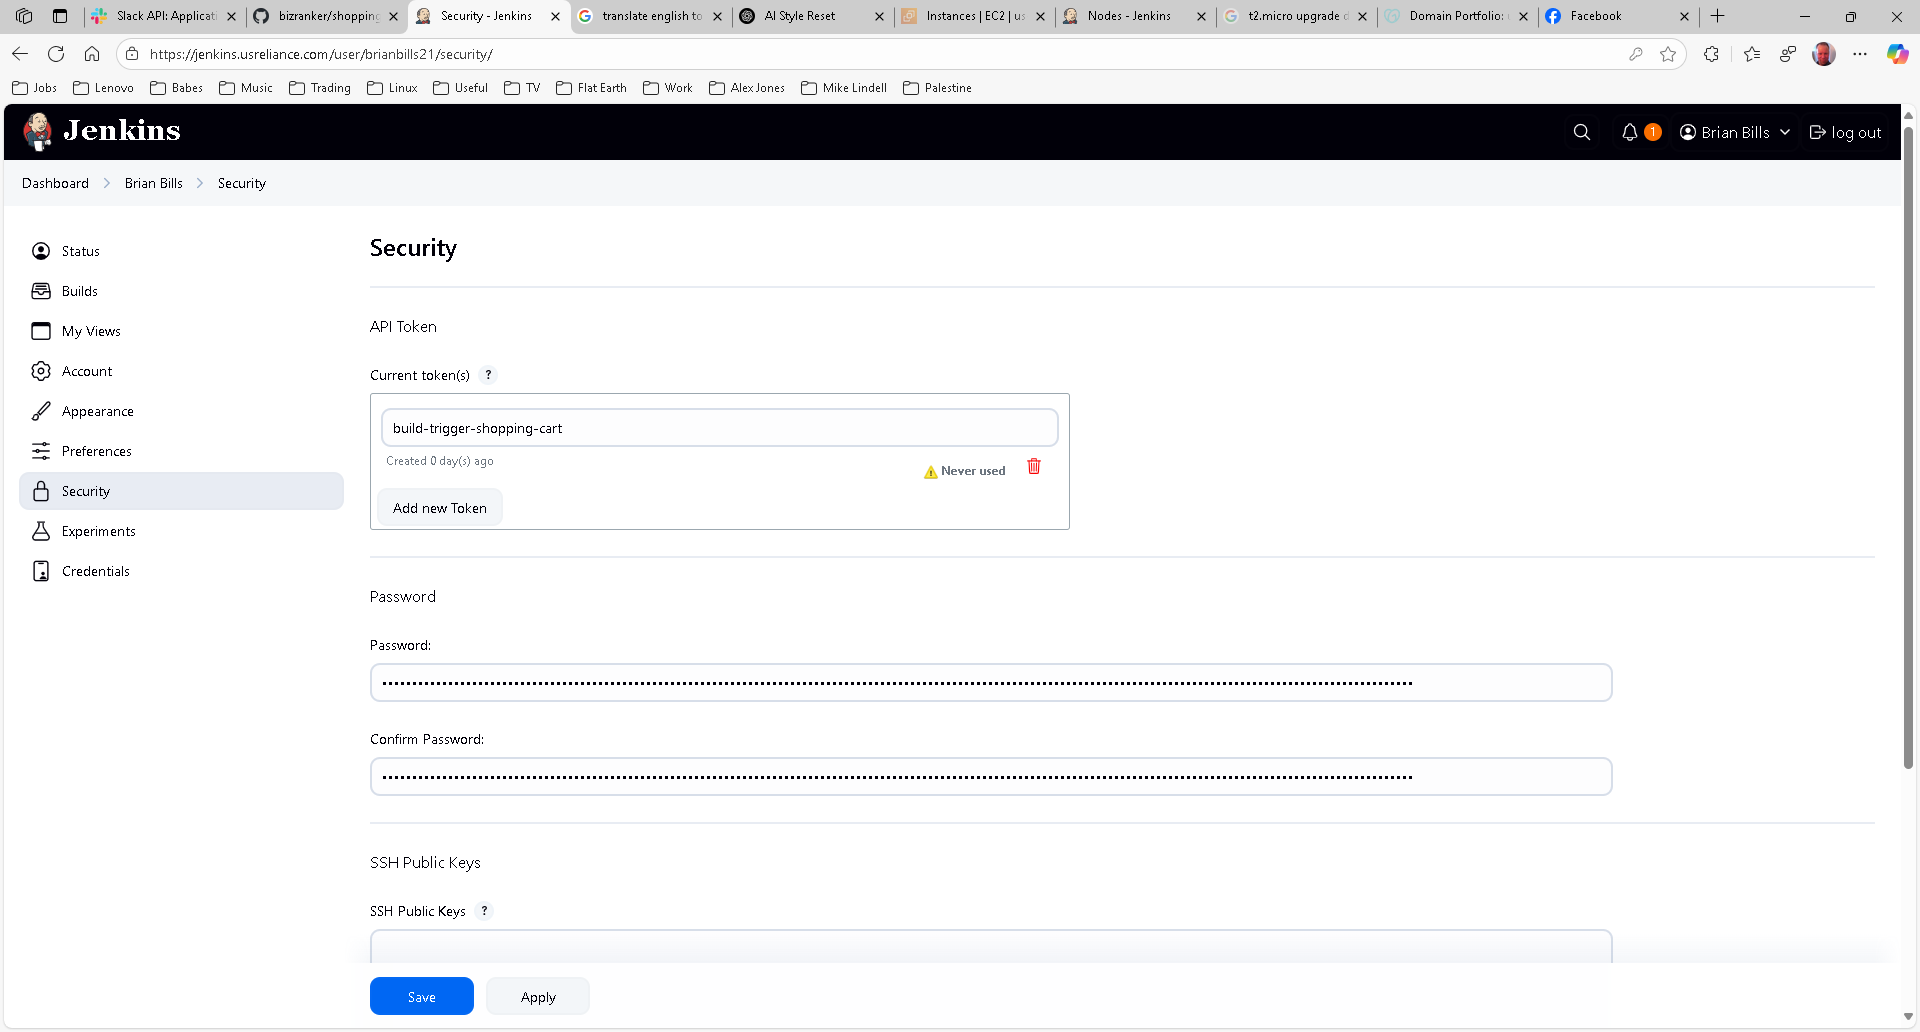 Slack API: Applicati
bizranker/shopping
Security - Jenkins
translate english to
AI Style Reset
Instances | EC2 | us
Nodes - Jenkins
t2.micro upgrade d
Domain Portfolio:
Facebook
https://jenkins.usreliance.com/user/brianbills21/security/
Jobs
Lenovo
Babes
Music
Trading
Linux
Useful
TV
Flat Earth
Work
Alex Jones
Mike Lindell
Palestine
Jenkins
1
Brian Bills
log out
Dashboard
Brian Bills
Security
Status
Builds
My Views
Account
Appearance
Preferences
Security
Experiments
Credentials
Security
API Token
Current token(s) ?
build-trigger-shopping-cart
Created 0 day(s) ago
Never used
Add new Token
Password
Password:
Confirm Password:
SSH Public Keys
SSH Public Keys ?
Save
Apply